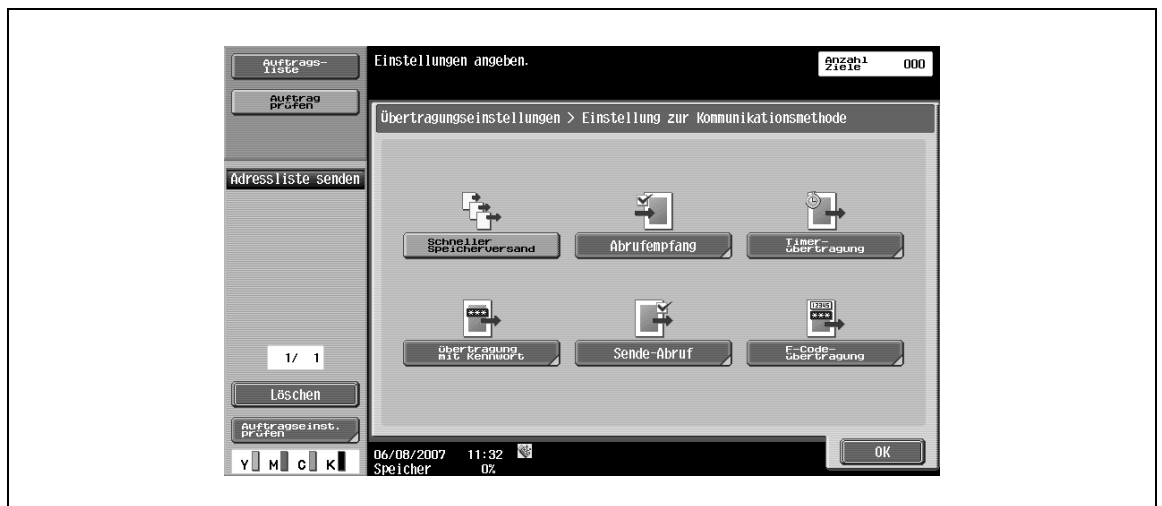 Auftrags-
liste
Auftrag
prüfen
Adressliste senden
1/ 1
Löschen
Auftragseinst.
prüfen
Y M C K
Einstellungen angeben.
Anzahl
Ziele 000
Übertragungseinstellungen > Einstellung zur Kommunikationsmethode
Schneller
Speicherversand
Abrufempfang
Timer-
übertragung
12345
***
***
Übertragung
mit Kennwort
Sende-Abruf
F-Code-
übertragung
06/08/2007 11:32
Speicher 0%
OK